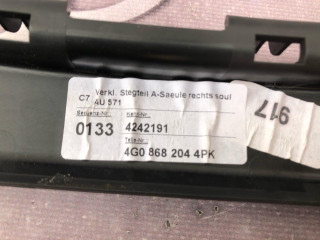 C7 Verkl. Stegteil A-Saeule rechts soul
4U 571
0133 4242191
4G0 868 204 4PK
917